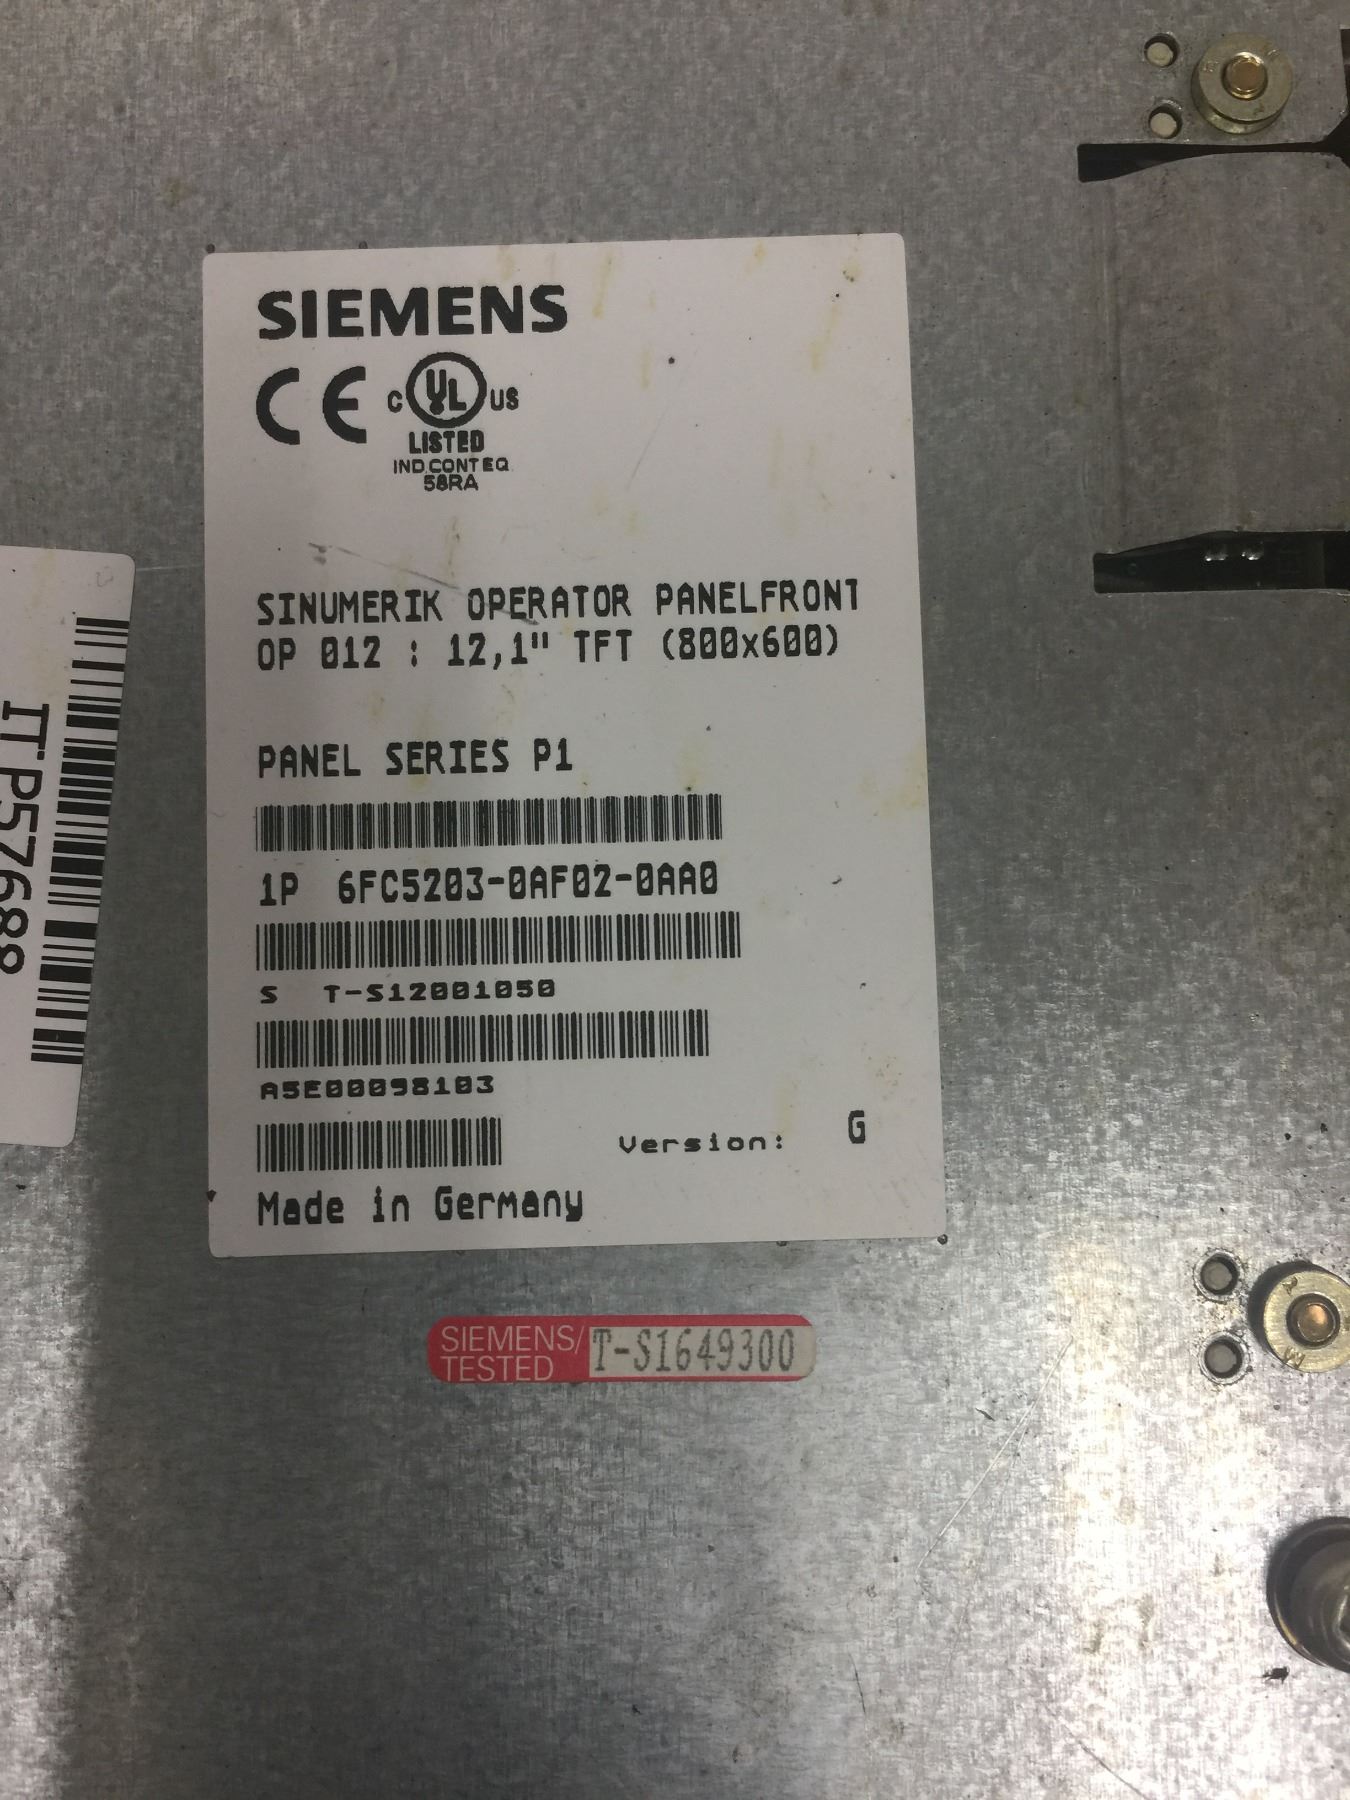 SIEMENS
CE
C UL US
LISTED
IND.CONT EQ
58RA
SINUMERIK OPERATOR PANELFRONT
OP 012 : 12,1" TFT (800x600)
PANEL SERIES P1
1P 6FC5203-0AF02-0AA0
S T-S12001050
A5E00098103
Version: G
Made in Germany
SIEMENS/
TESTED
T-S1649300
ITP57688